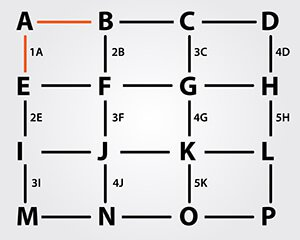 A B C D
1A 2B 3C 4D
E F G H
2E 3F 4G 5H
I J K L
3I 4J 5K
M N O P